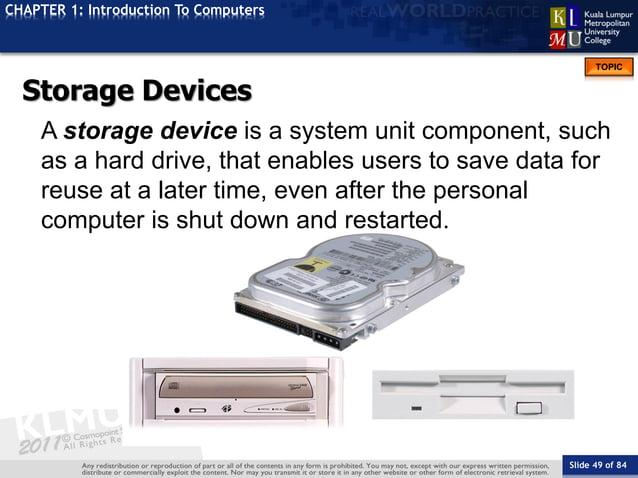 CHAPTER 1: Introduction To Computers
REALWORLDPRACTICE
KL
MU
Kuala Lumpur
Metropolitan
University
College
TOPIC
Storage Devices
A storage device is a system unit component, such
as a hard drive, that enables users to save data for
reuse at a later time, even after the personal
computer is shut down and restarted.
KLMU
2011 © Cosmopoint S
All Rights Re
Any redistribution or reproduction of part or all of the contents in any form is prohibited. You may not, except with our express written permission,
distribute or commercially exploit the content. Nor may you transmit it or store it in any other website or other form of electronic retrieval system.
Slide 49 of 84